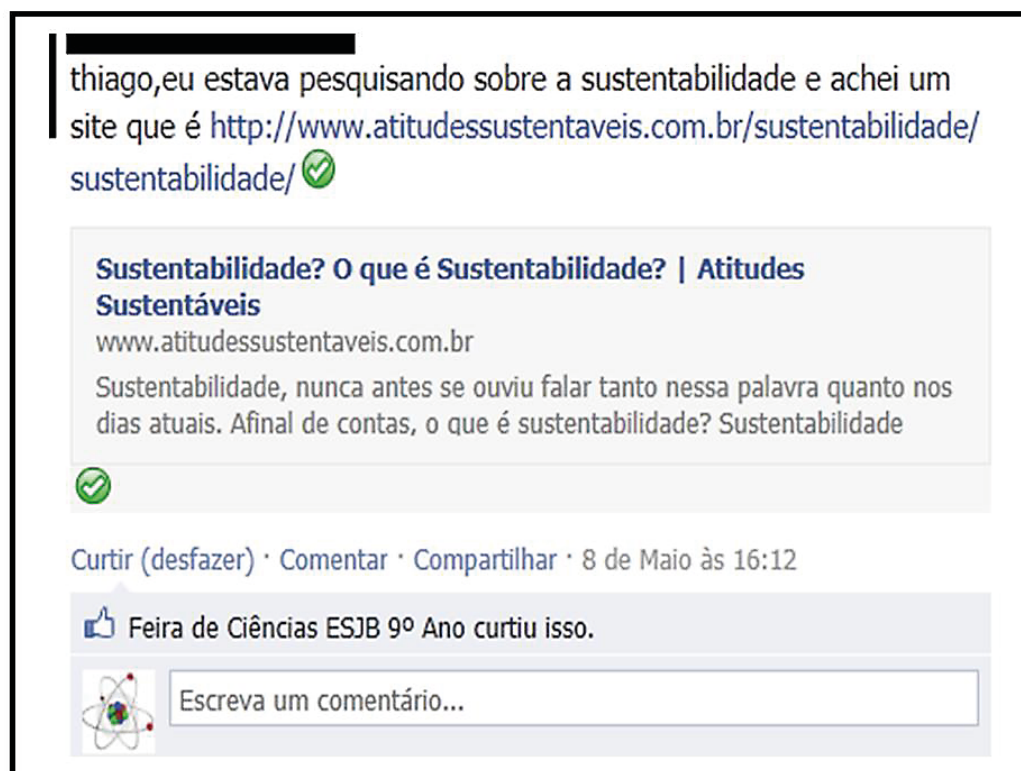 thiago,eu estava pesquisando sobre a sustentabilidade e achei um
site que é http://www.atitudessustentaveis.com.br/sustentabilidade/
sustentabilidade/
Sustentabilidade? O que é Sustentabilidade? | Atitudes
Sustentáveis
www.atitudessustentaveis.com.br
Sustentabilidade, nunca antes se ouviu falar tanto nessa palavra quanto nos
dias atuais. Afinal de contas, o que é sustentabilidade? Sustentabilidade
Curtir (desfazer) · Comentar · Compartilhar · 8 de Maio às 16:12
Feira de Ciências ESJB 9º Ano curtiu isso.
Escreva um comentário...